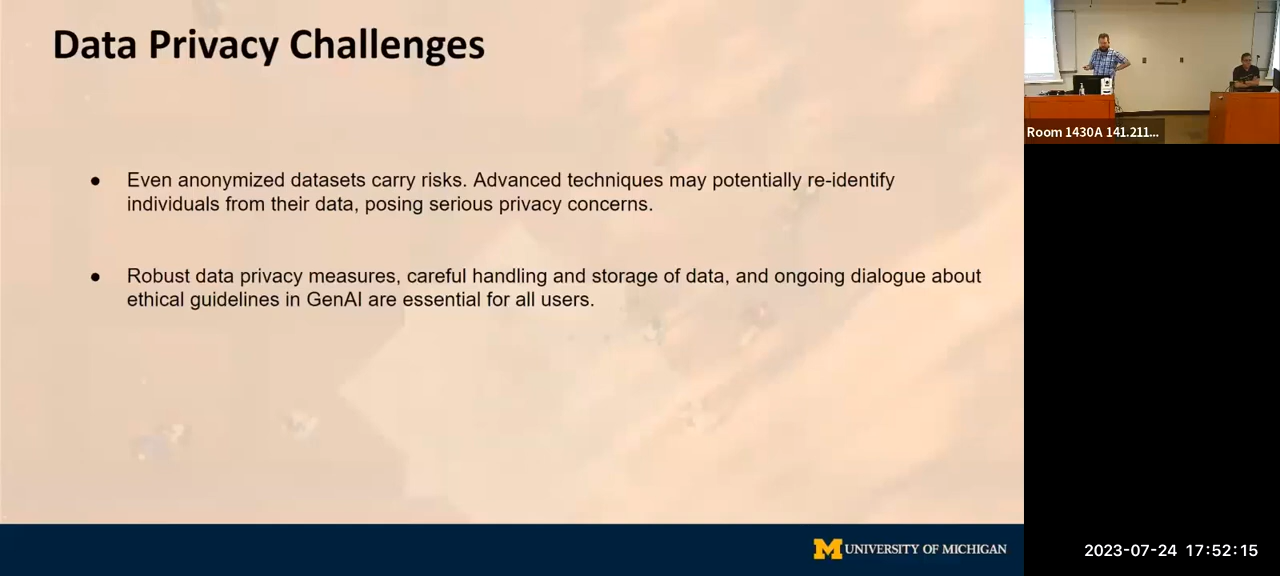 Data Privacy Challenges
● Even anonymized datasets carry risks. Advanced techniques may potentially re-identify
individuals from their data, posing serious privacy concerns.
● Robust data privacy measures, careful handling and storage of data, and ongoing dialogue about
ethical guidelines in GenAI are essential for all users.
M UNIVERSITY OF MICHIGAN
Room 1430A 141.211...
2023-07-24 17:52:15